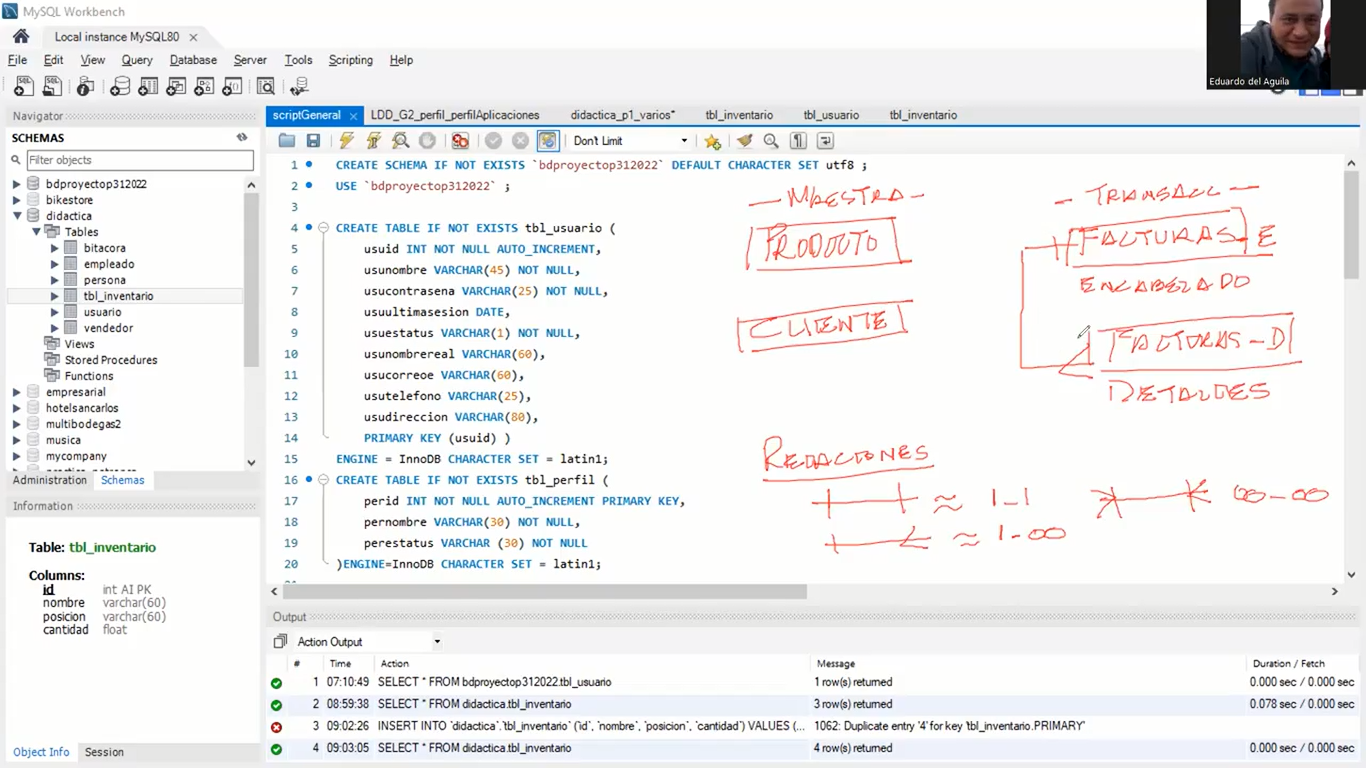 MySQL Workbench
Local instance MySQL80
File Edit View Query Database Server Tools Scripting Help
Eduardo del Aguila
Navigator
SCHEMAS
Filter objects
bdproyectop312022
bikestore
didactica
Tables
bitacora
empleado
persona
tbl_inventario
usuario
vendedor
Views
Stored Procedures
Functions
empresarial
hotelsancarlos
multibodegas2
musica
mycompany
Administration Schemas
Information
Table: tbl_inventario
Columns:
id int AI PK
nombre varchar(60)
posicion varchar(60)
cantidad float
Object Info Session
scriptGeneral LDD_G2_perfil_perfilAplicaciones didactica_p1_varios* tbl_inventario tbl_usuario tbl_inventario
Don't Limit
1 CREATE SCHEMA IF NOT EXISTS `bdproyectop312022` DEFAULT CHARACTER SET utf8 ;
2 USE `bdproyectop312022` ;
3
4 CREATE TABLE IF NOT EXISTS tbl_usuario (
5 usuid INT NOT NULL AUTO_INCREMENT,
6 usunombre VARCHAR(45) NOT NULL,
7 usucontrasena VARCHAR(25) NOT NULL,
8 usuultimasesion DATE,
9 usuestatus VARCHAR(1) NOT NULL,
10 usunombrereal VARCHAR(60),
11 usucorreoe VARCHAR(60),
12 usutelefono VARCHAR(25),
13 usudireccion VARCHAR(80),
14 PRIMARY KEY (usuid) )
15 ENGINE = InnoDB CHARACTER SET = latin1;
16 CREATE TABLE IF NOT EXISTS tbl_perfil (
17 perid INT NOT NULL AUTO_INCREMENT PRIMARY KEY,
18 pernombre VARCHAR(30) NOT NULL,
19 perestatus VARCHAR (30) NOT NULL
20 )ENGINE=InnoDB CHARACTER SET = latin1;
- MAESTRA -
PRODUCTO
CLIENTE
- TRANSACC -
FACTURAS-E
ENCABEZADO
FACTURAS-D
DETALLES
RELACIONES
≈ 1-1
∞-∞
≈ 1-∞
Output
Action Output
# Time Action Message Duration / Fetch
1 07:10:49 SELECT * FROM bdproyectop312022.tbl_usuario 1 row(s) returned 0.000 sec / 0.000 sec
2 08:59:38 SELECT * FROM didactica.tbl_inventario 3 row(s) returned 0.078 sec / 0.000 sec
3 09:02:26 INSERT INTO `didactica`.`tbl_inventario` (`id`, `nombre`, `posicion`, `cantidad`) VALUES (... 1062: Duplicate entry '4' for key 'tbl_inventario.PRIMARY'
4 09:03:05 SELECT * FROM didactica.tbl_inventario 4 row(s) returned 0.000 sec / 0.000 sec